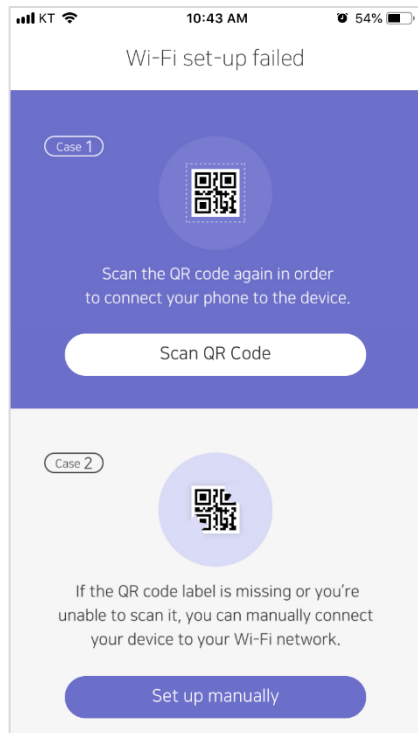 KT 10:43 AM 54%
Wi-Fi set-up failed
Case 1
Scan the QR code again in order
to connect your phone to the device.
Scan QR Code
Case 2
If the QR code label is missing or you're
unable to scan it, you can manually connect
your device to your Wi-Fi network.
Set up manually